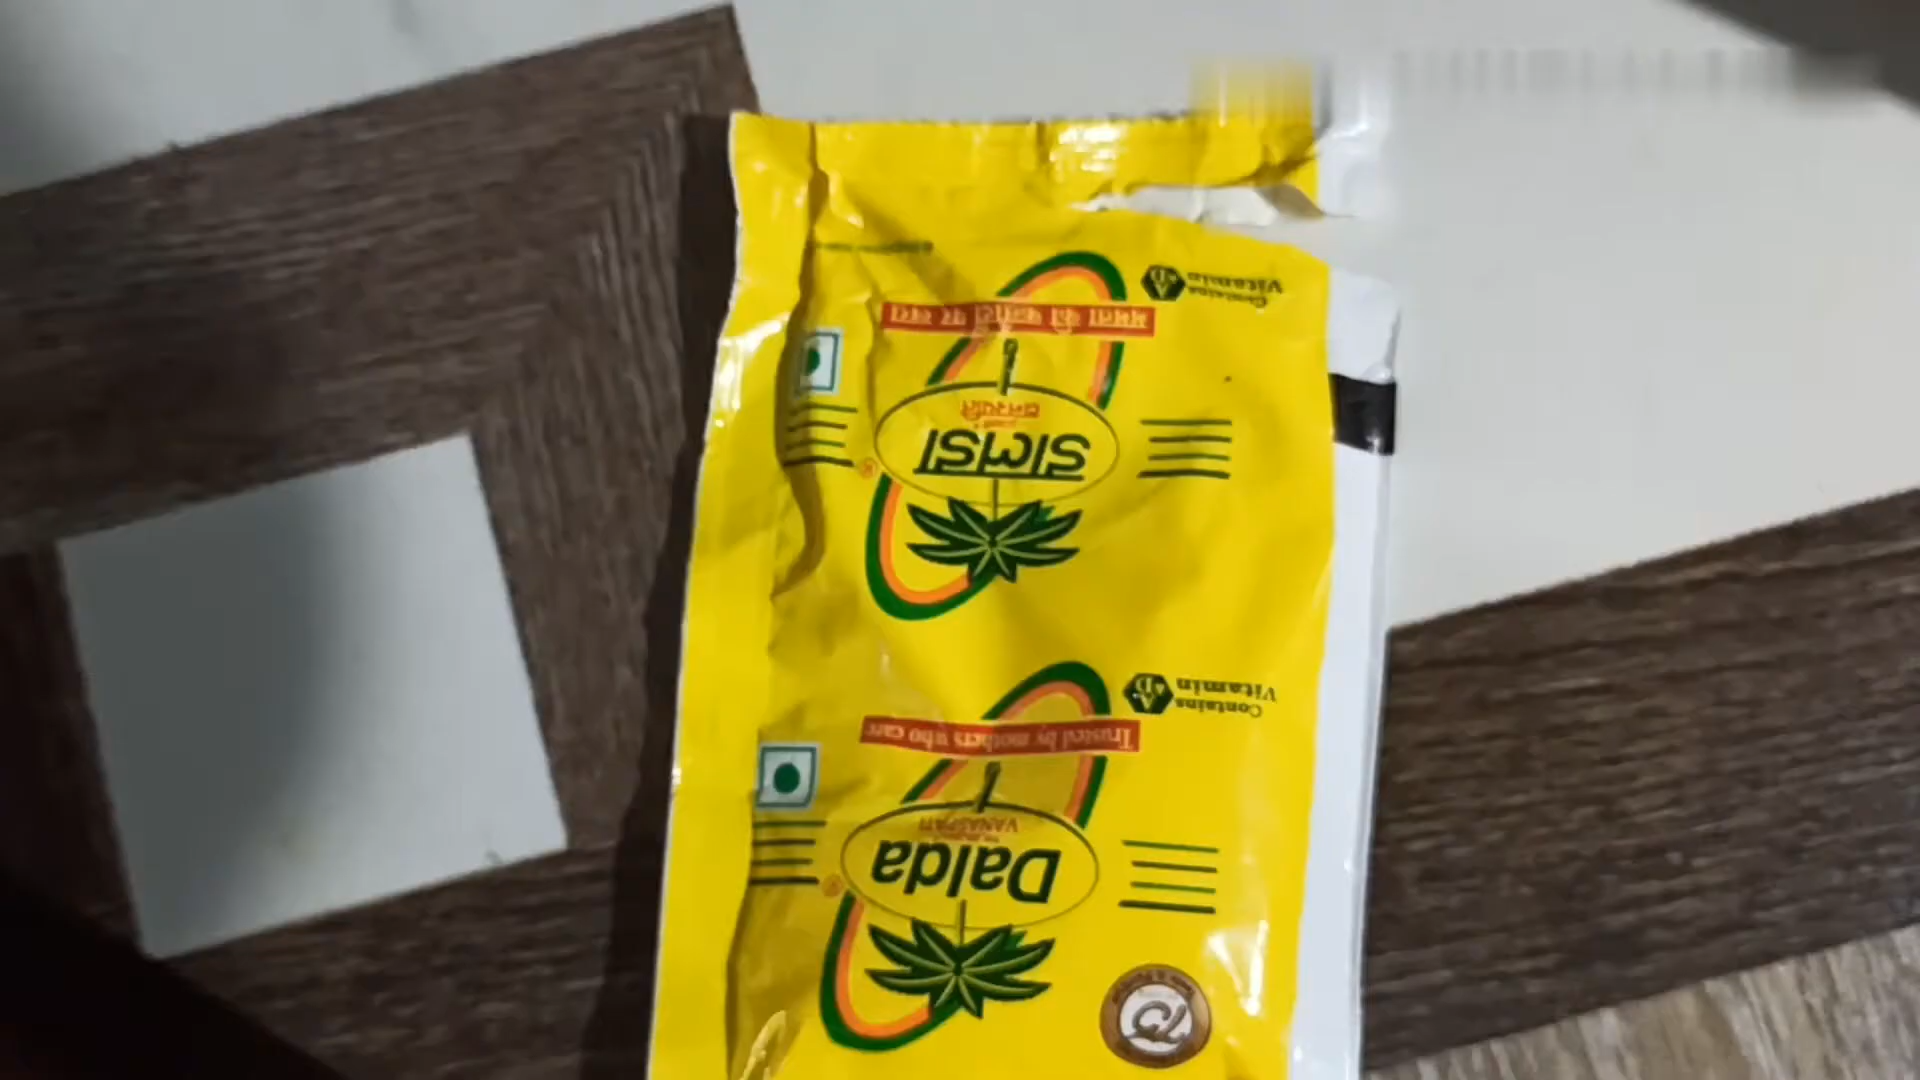 Dalda
VANASPATI
Trusted by mothers who care
Contains
Vitamin
A D
डालडा
वनस्पति
ममता की कसौटी पर खरा
Contains
Vitamin
A D